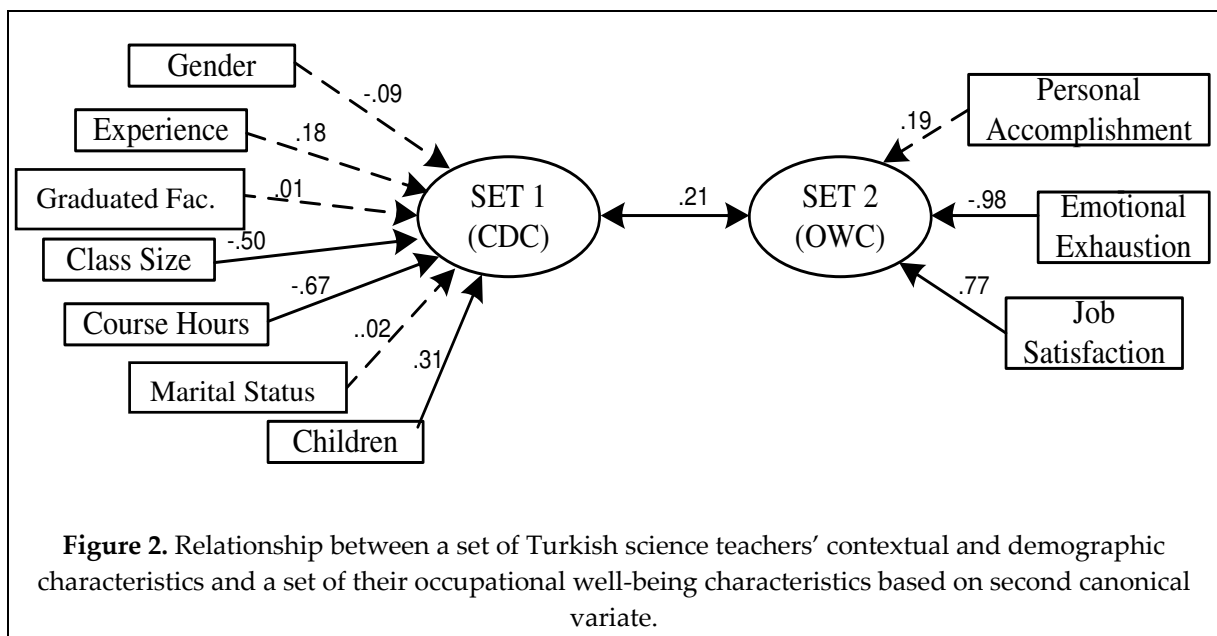 Gender
-.09
Experience
.18
Graduated Fac.
.01
Class Size
-.50
Course Hours
-.67
Marital Status
..02
Children
.31
SET 1
(CDC)
.21
SET 2
(OWC)
Personal
Accomplishment
.19
Emotional
Exhaustion
-.98
Job
Satisfaction
.77
Figure 2. Relationship between a set of Turkish science teachers’ contextual and demographic
characteristics and a set of their occupational well-being characteristics based on second canonical
variate.